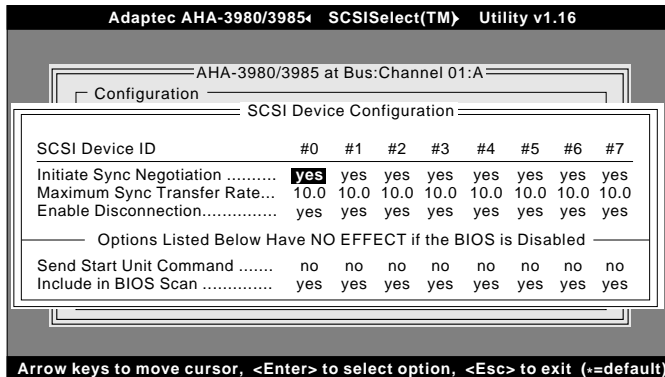 Adaptec AHA-3980/3985◂ SCSISelect(TM)▸ Utility v1.16
AHA-3980/3985 at Bus:Channel 01:A
Configuration
SCSI Device Configuration
SCSI Device ID #0 #1 #2 #3 #4 #5 #6 #7
Initiate Sync Negotiation .......... yes yes yes yes yes yes yes yes
Maximum Sync Transfer Rate... 10.0 10.0 10.0 10.0 10.0 10.0 10.0 10.0
Enable Disconnection.............. yes yes yes yes yes yes yes yes
Options Listed Below Have NO EFFECT if the BIOS is Disabled
Send Start Unit Command ....... no no no no no no no no
Include in BIOS Scan .............. yes yes yes yes yes yes yes yes
Arrow keys to move cursor, <Enter> to select option, <Esc> to exit (*=default)